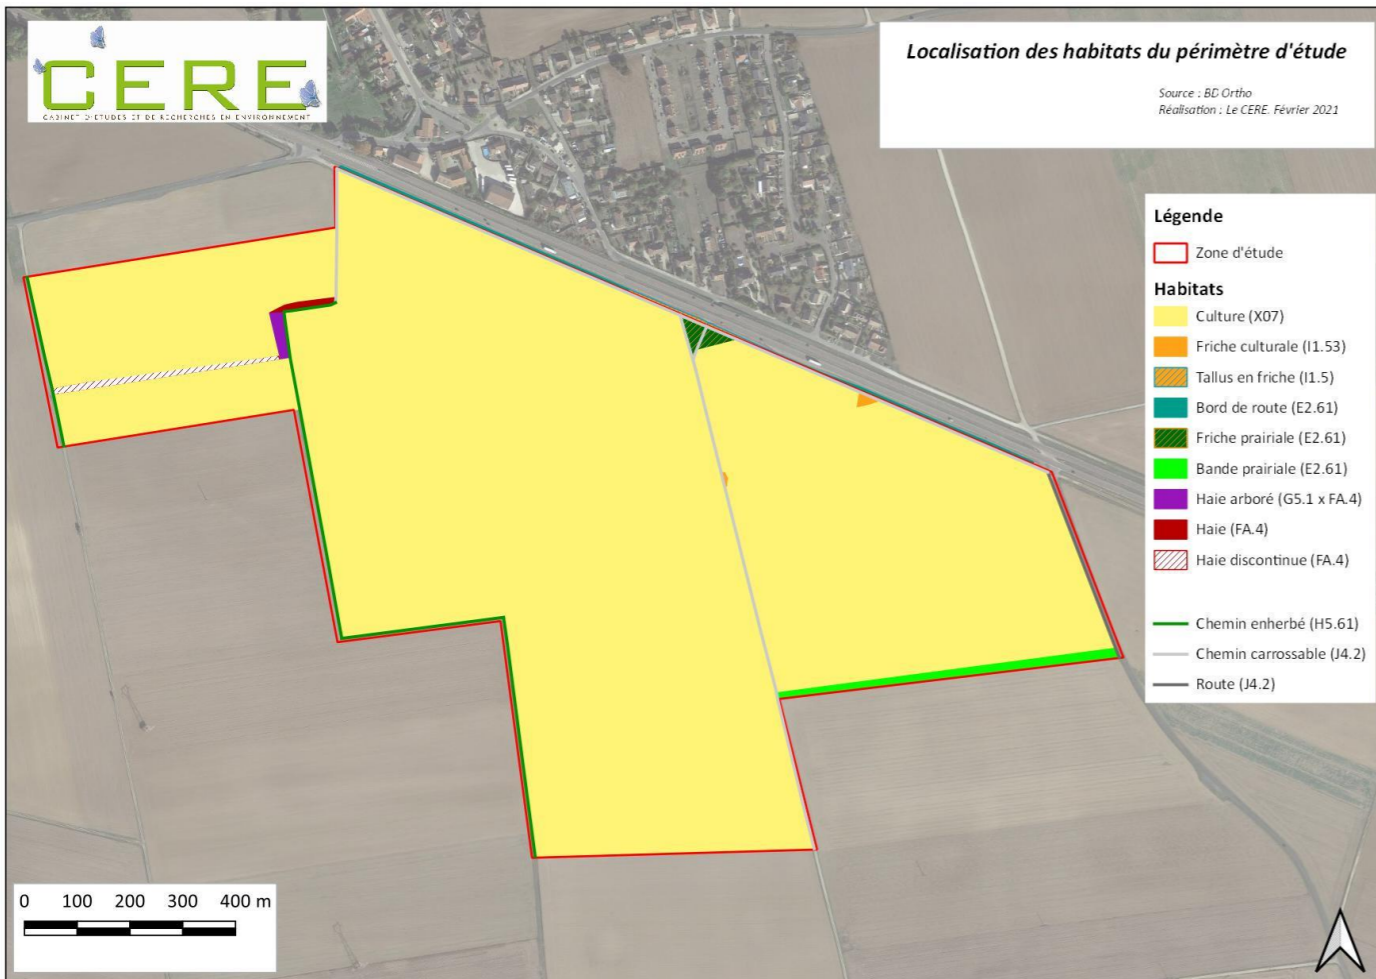 CERE
CABINET D'ETUDES ET DE RECHERCHES EN ENVIRONNEMENT
Localisation des habitats du périmètre d'étude
Source : BD Ortho
Réalisation : Le CERE. Février 2021
Légende
Zone d'étude
Habitats
Culture (X07)
Friche culturale (I1.53)
Tallus en friche (I1.5)
Bord de route (E2.61)
Friche prairiale (E2.61)
Bande prairiale (E2.61)
Haie arboré (G5.1 x FA.4)
Haie (FA.4)
Haie discontinue (FA.4)
Chemin enherbé (H5.61)
Chemin carrossable (J4.2)
Route (J4.2)
0 100 200 300 400 m